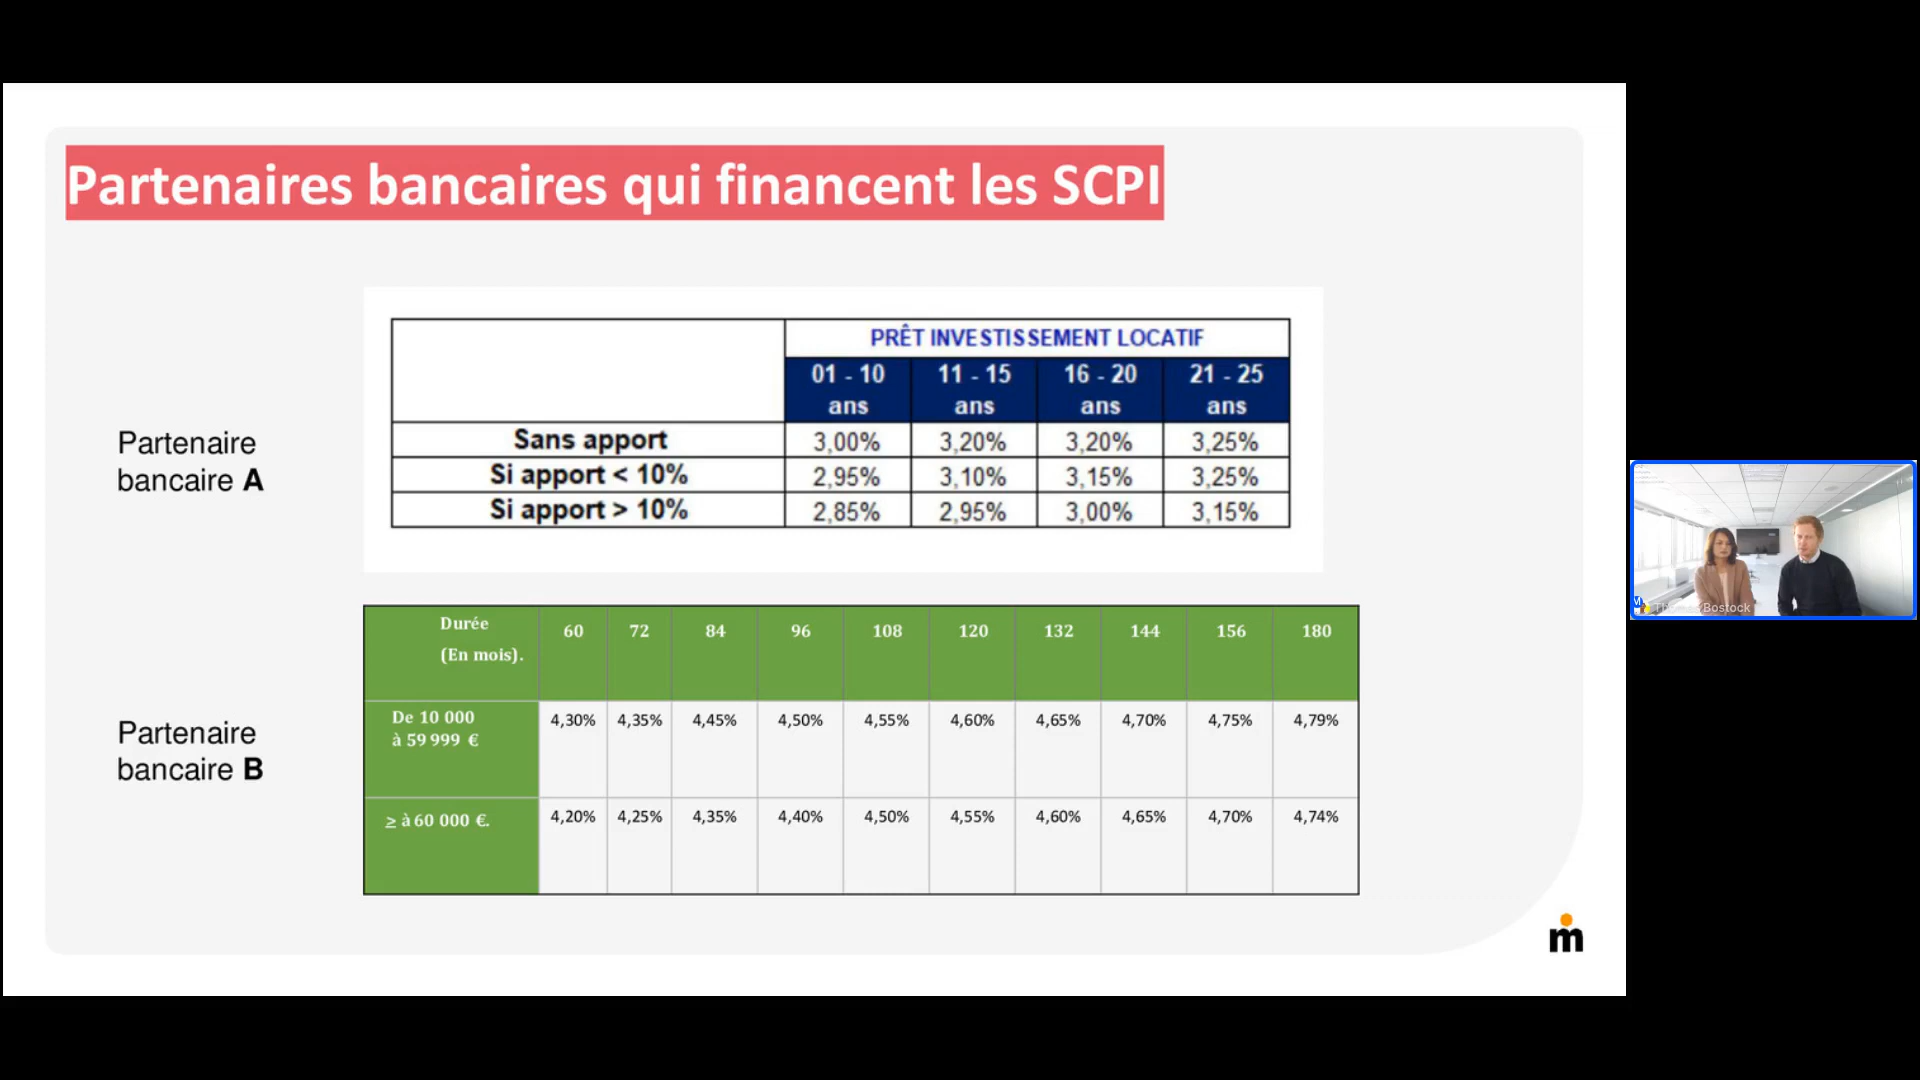 Partenaires bancaires qui financent les SCPI
PRÊT INVESTISSEMENT LOCATIF
01 - 10 ans 11 - 15 ans 16 - 20 ans 21 - 25 ans
Partenaire
bancaire A
Sans apport 3,00% 3,20% 3,20% 3,25%
Si apport < 10% 2,95% 3,10% 3,15% 3,25%
Si apport > 10% 2,85% 2,95% 3,00% 3,15%
Durée
(En mois).
60 72 84 96 108 120 132 144 156 180
Partenaire
bancaire B
De 10 000
à 59 999 €
4,30% 4,35% 4,45% 4,50% 4,55% 4,60% 4,65% 4,70% 4,75% 4,79%
≥ à 60 000 €. 4,20% 4,25% 4,35% 4,40% 4,50% 4,55% 4,60% 4,65% 4,70% 4,74%
m
Bostock